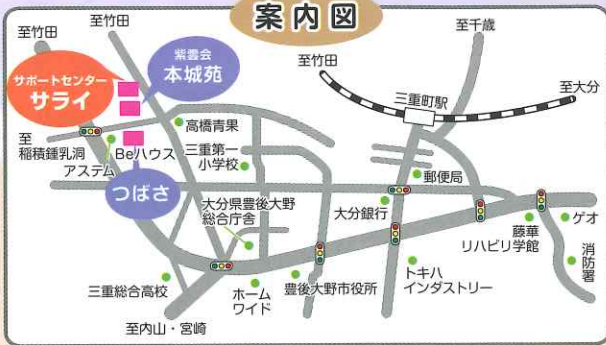 案内図
至竹田
至竹田
至千歳
紫雲会
本城苑
至竹田
サポートセンター
サライ
三重町駅
至大分
高橋青果
至
稲積鍾乳洞
アステム
Beハウス
三重第一
小学校
郵便局
つばさ
大分県豊後大野
総合庁舎
大分銀行
ゲオ
藤華
リハビリ学館
消防署
三重総合高校
ホーム
ワイド
豊後大野市役所
トキハ
インダストリー
至内山・宮崎